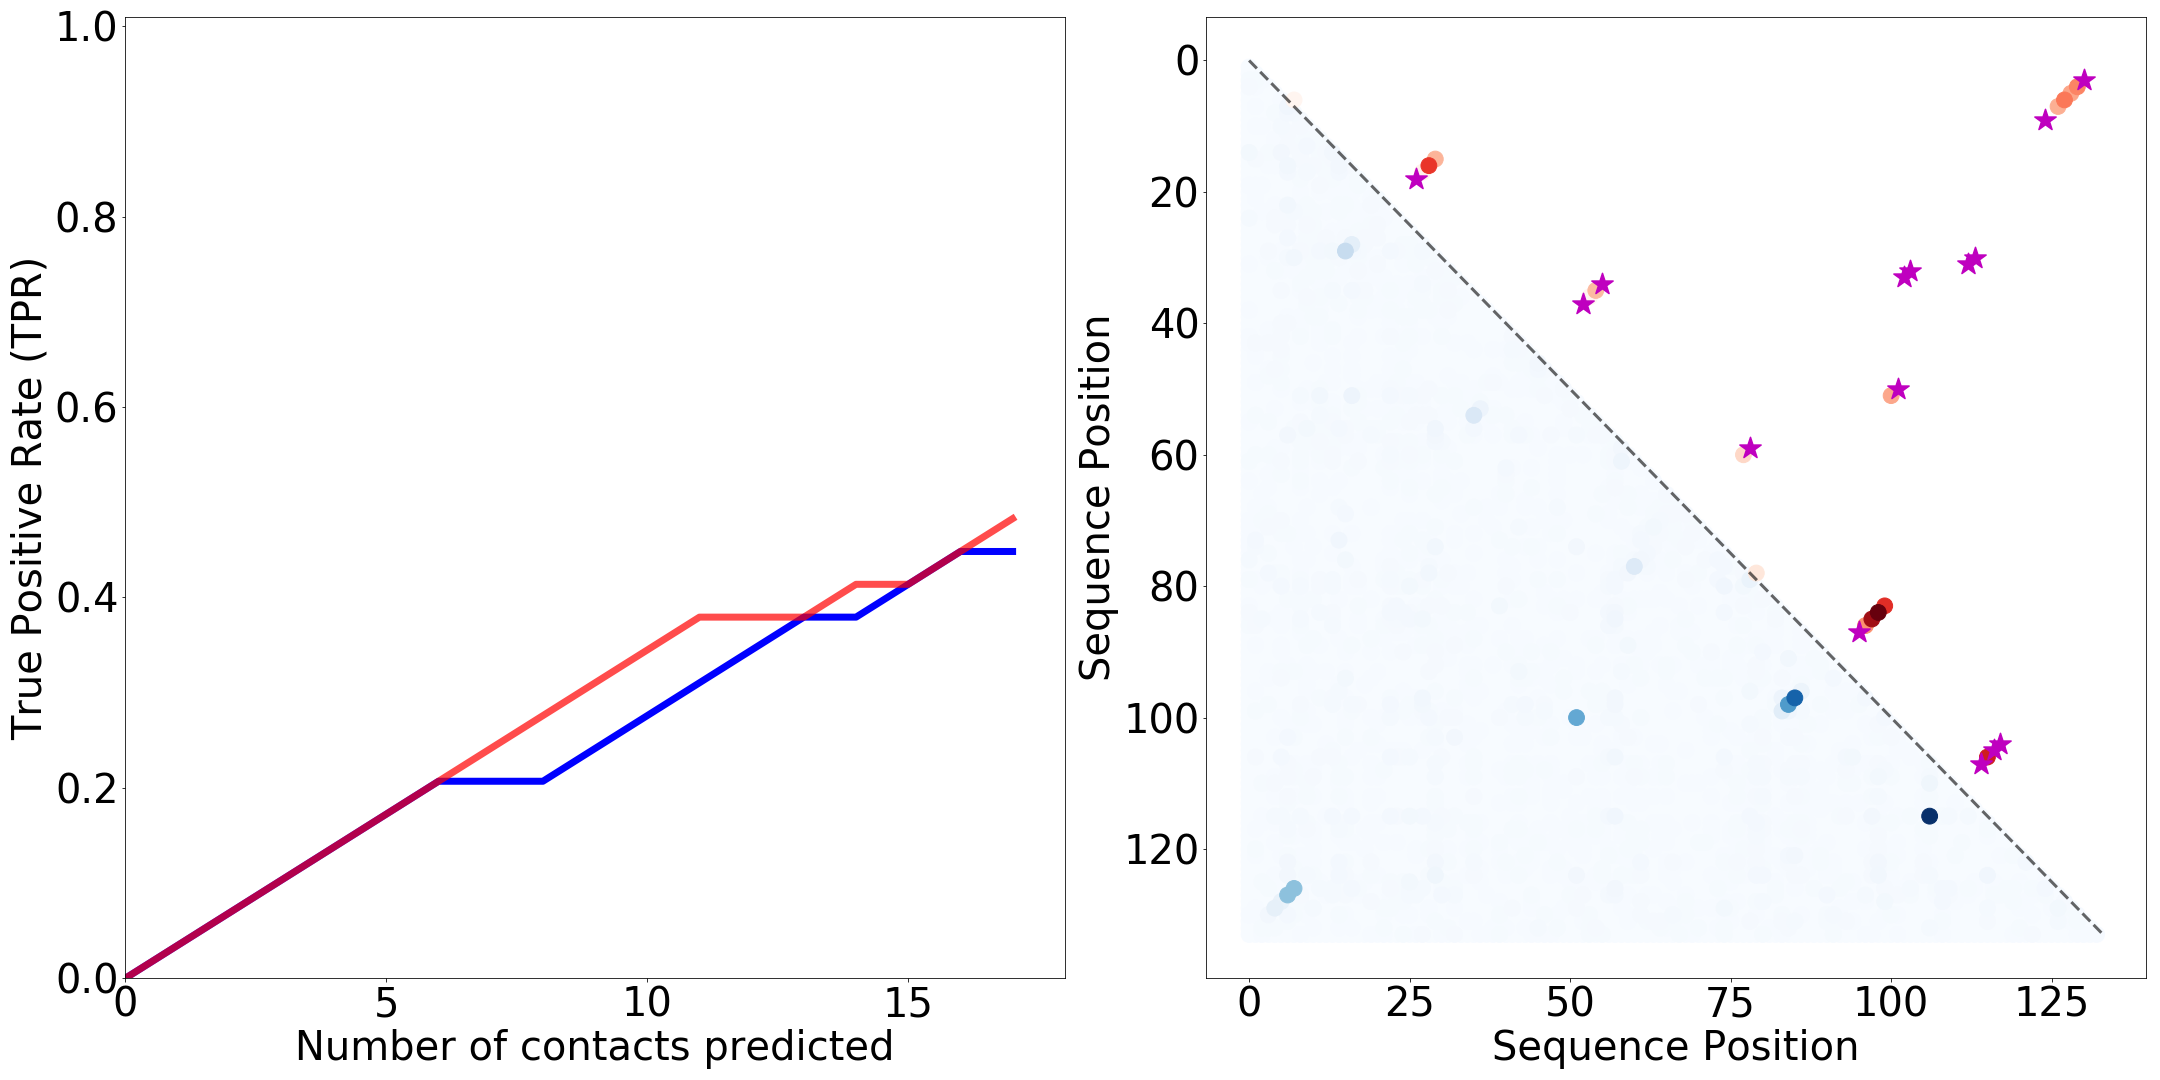 True Positive Rate (TPR)
1.0
0.8
0.6
0.4
0.2
0.0
0 5 10 15
Number of contacts predicted
Sequence Position
0
20
40
60
80
100
120
0 25 50 75 100 125
Sequence Position